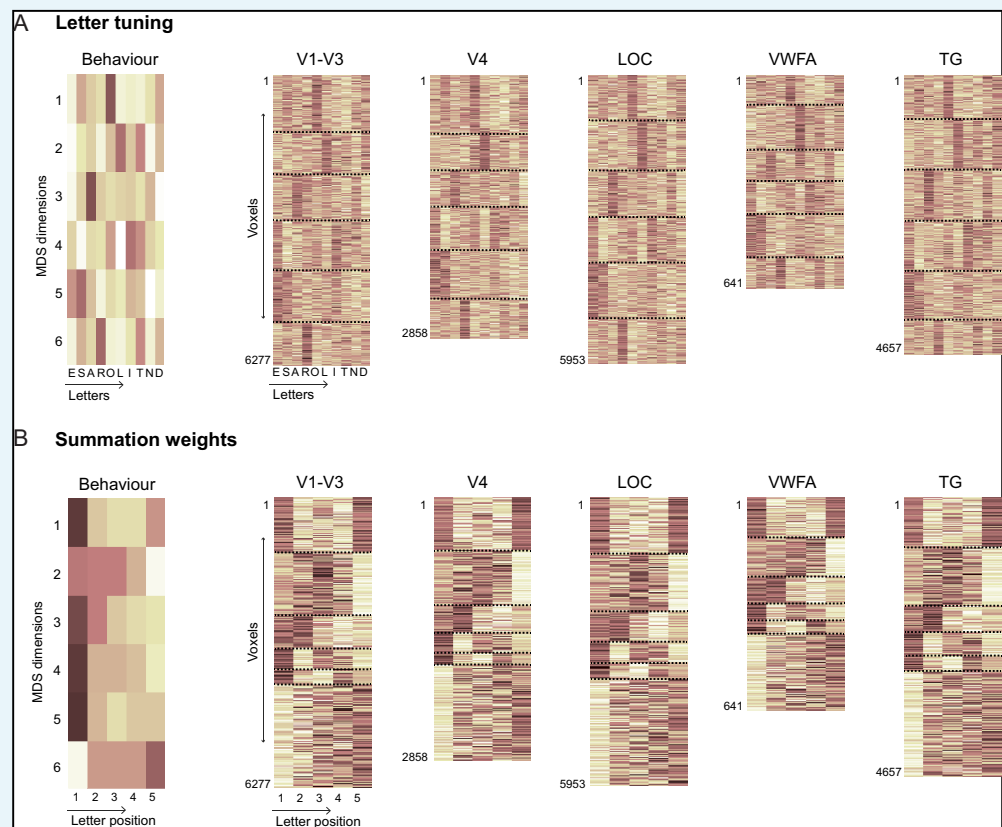 A Letter tuning
Behaviour V1-V3 V4 LOC VWFA TG
MDS dimensions
1
2
3
4
5
6
E S A R O L I T N D
Letters
Voxels
1
6277
E S A R O L I T N D
Letters
1
2858
1
5953
1
641
1
4657
B Summation weights
Behaviour V1-V3 V4 LOC VWFA TG
MDS dimensions
1
2
3
4
5
6
1 2 3 4 5
Letter position
Voxels
1
6277
1 2 3 4 5
Letter position
1
2858
1
5953
1
641
1
4657